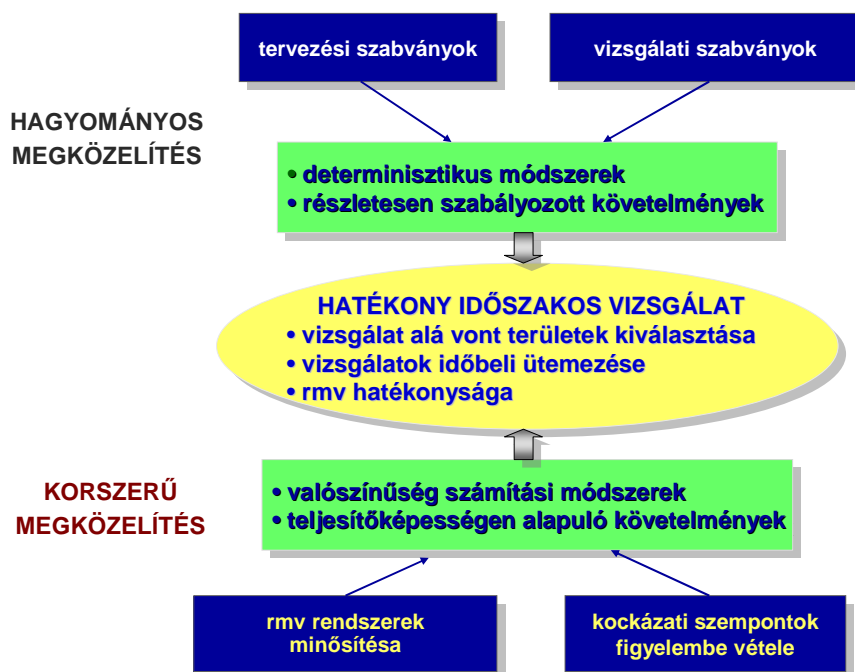 tervezési szabványok
vizsgálati szabványok
HAGYOMÁNYOS
MEGKÖZELÍTÉS
• determinisztikus módszerek
• részletesen szabályozott követelmények
HATÉKONY IDŐSZAKOS VIZSGÁLAT
• vizsgálat alá vont területek kiválasztása
• vizsgálatok időbeli ütemezése
• rmv hatékonysága
KORSZERŰ
MEGKÖZELÍTÉS
• valószínűség számítási módszerek
• teljesítőképességen alapuló követelmények
rmv rendszerek
minősítésa
kockázati szempontok
figyelembe vétele